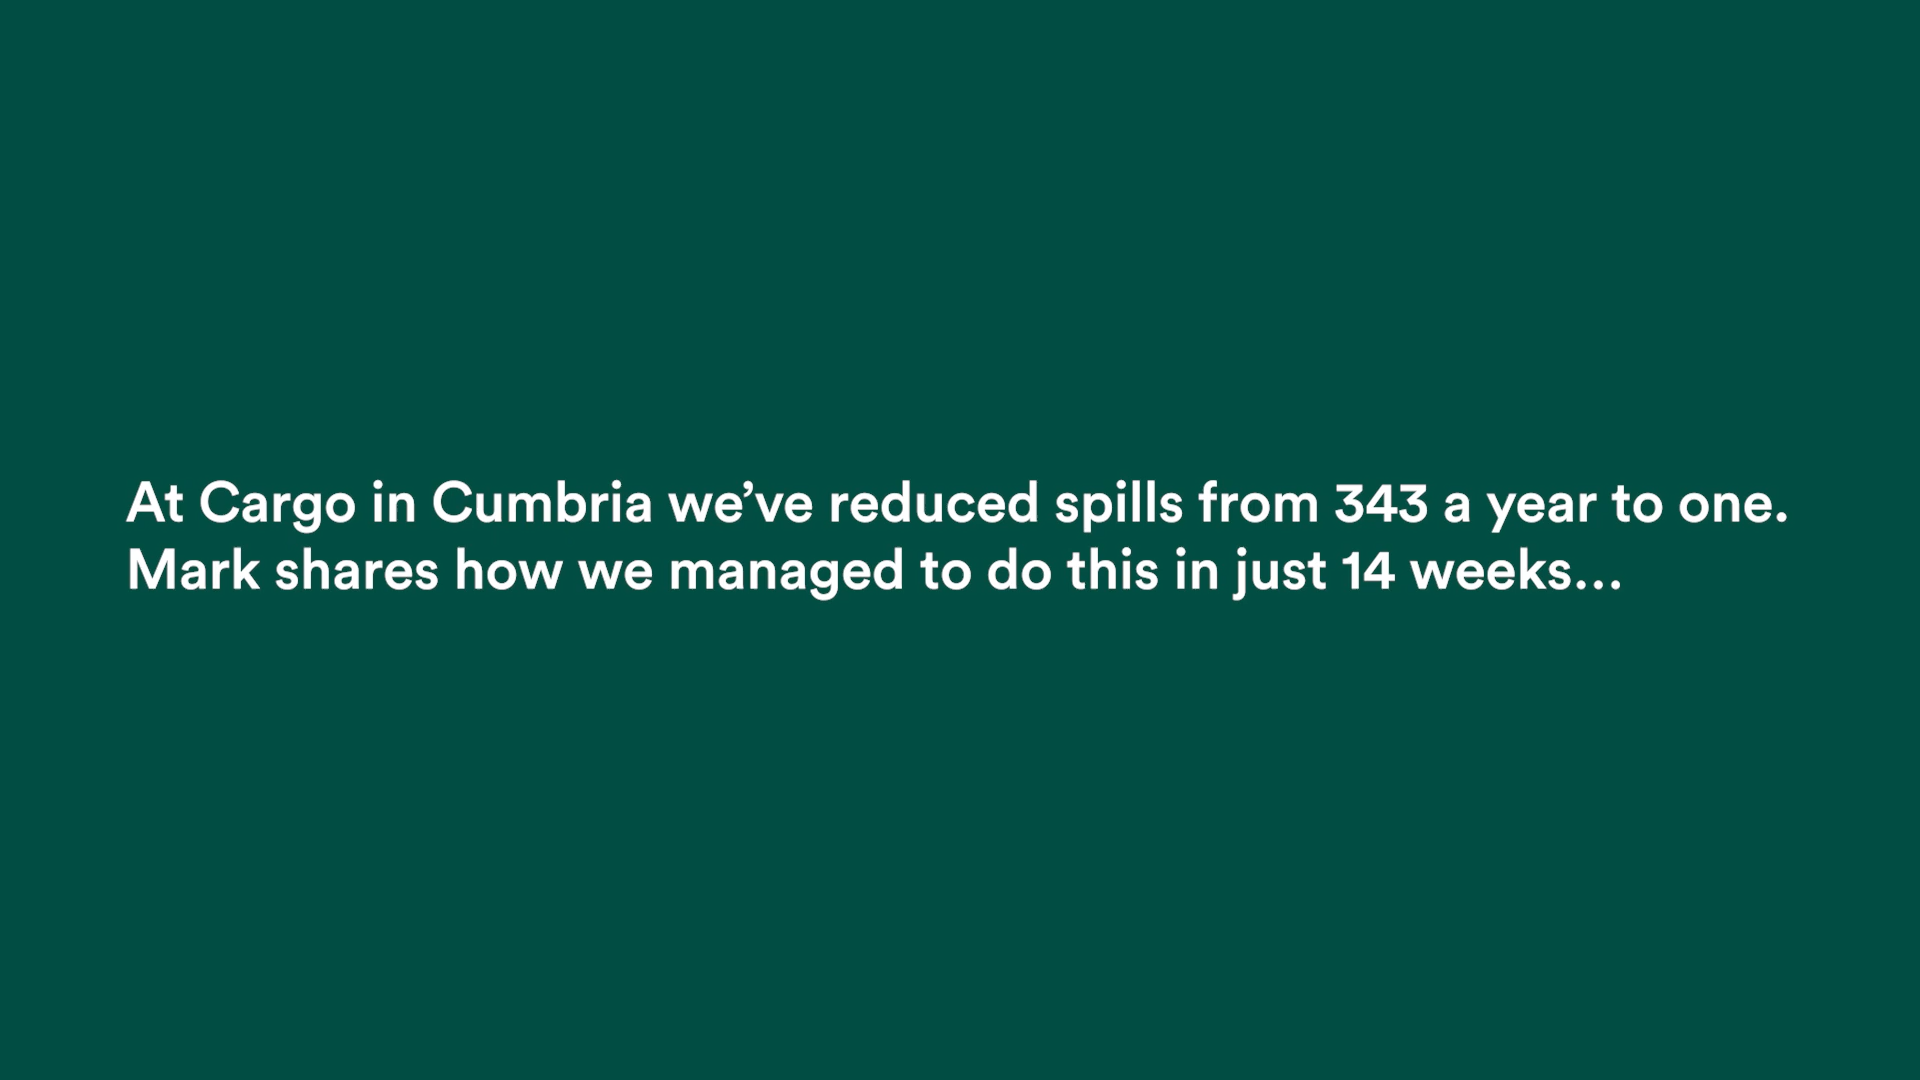 At Cargo in Cumbria we’ve reduced spills from 343 a year to one.
Mark shares how we managed to do this in just 14 weeks...